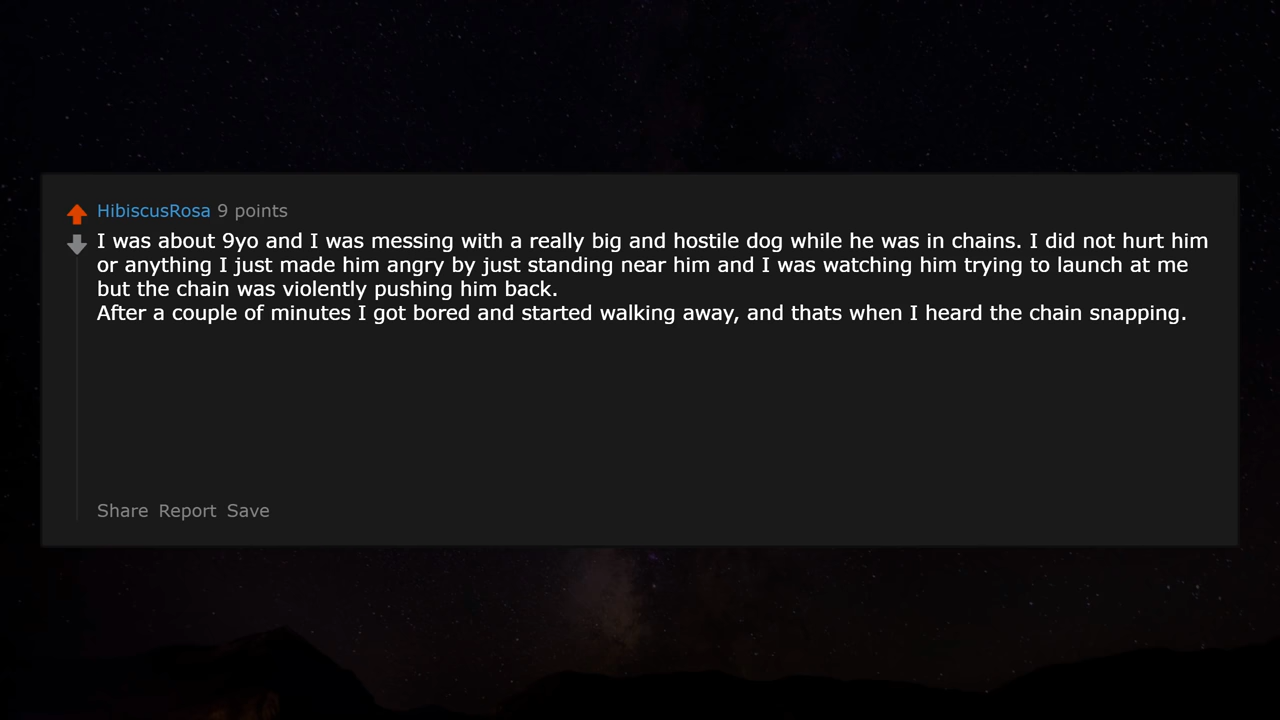 HibiscusRosa 9 points
I was about 9yo and I was messing with a really big and hostile dog while he was in chains. I did not hurt him
or anything I just made him angry by just standing near him and I was watching him trying to launch at me
but the chain was violently pushing him back.
After a couple of minutes I got bored and started walking away, and thats when I heard the chain snapping.
Share Report Save